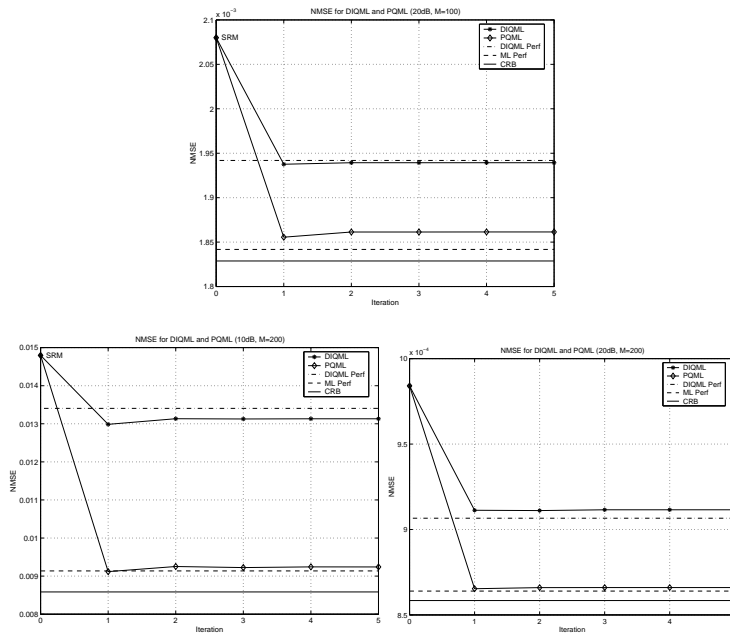 NMSE for DIQML and PQML (20dB, M=100)
x 10⁻³
2.1
2.05
2
1.95
1.9
1.85
1.8
NMSE
SRM
DIQML
PQML
DIQML Perf
ML Perf
CRB
0 1 2 3 4 5
Iteration
NMSE for DIQML and PQML (10dB, M=200)
0.015
0.014
0.013
0.012
0.011
0.01
0.009
0.008
NMSE
SRM
DIQML
PQML
DIQML Perf
ML Perf
CRB
0 1 2 3 4 5
Iteration
NMSE for DIQML and PQML (20dB, M=200)
x 10⁻⁴
10
9.5
9
8.5
NMSE
DIQML
PQML
DIQML Perf
ML Perf
CRB
0 1 2 3 4
Iteration